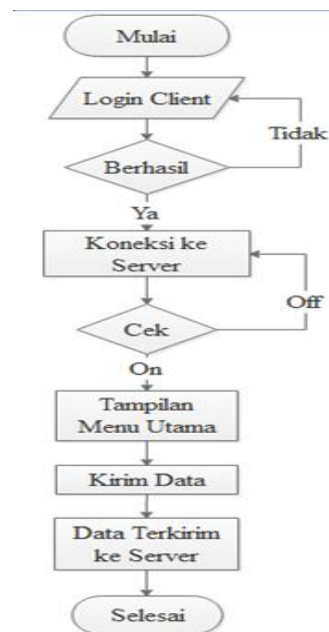 Mulai
Login Client
Tidak
Berhasil
Ya
Koneksi ke
Server
Off
Cek
On
Tampilan
Menu Utama
Kirim Data
Data Terkirim
ke Server
Selesai